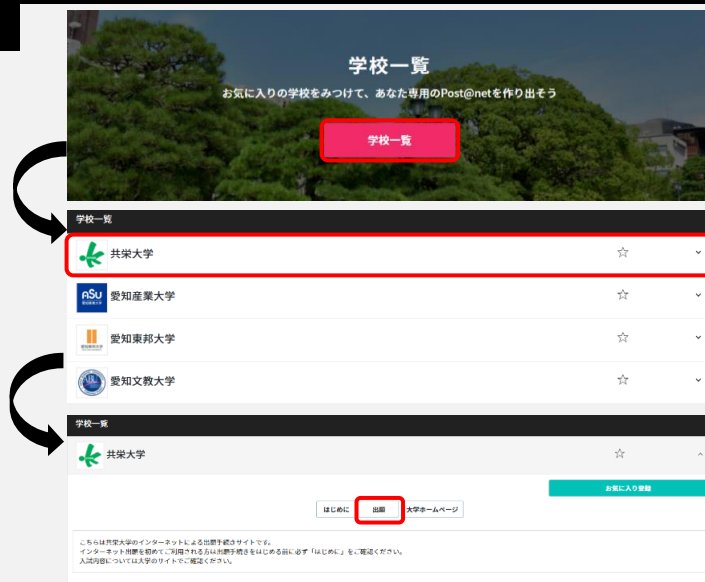 学校一覧
お気に入りの学校をみつけて、あなた専用のPost@netを作り出そう
学校一覧
学校一覧
共栄大学
ASU 愛知産業大学
愛知東邦大学
愛知文教大学
学校一覧
共栄大学
お気に入り登録
はじめに 出願 大学ホームページ
こちらは共栄大学のインターネットによる出願手続きサイトです。
インターネット出願を初めてご利用される方は出願手続きをはじめる前に必ず「はじめに」をご確認ください。
入試内容については大学のサイトでご確認ください。